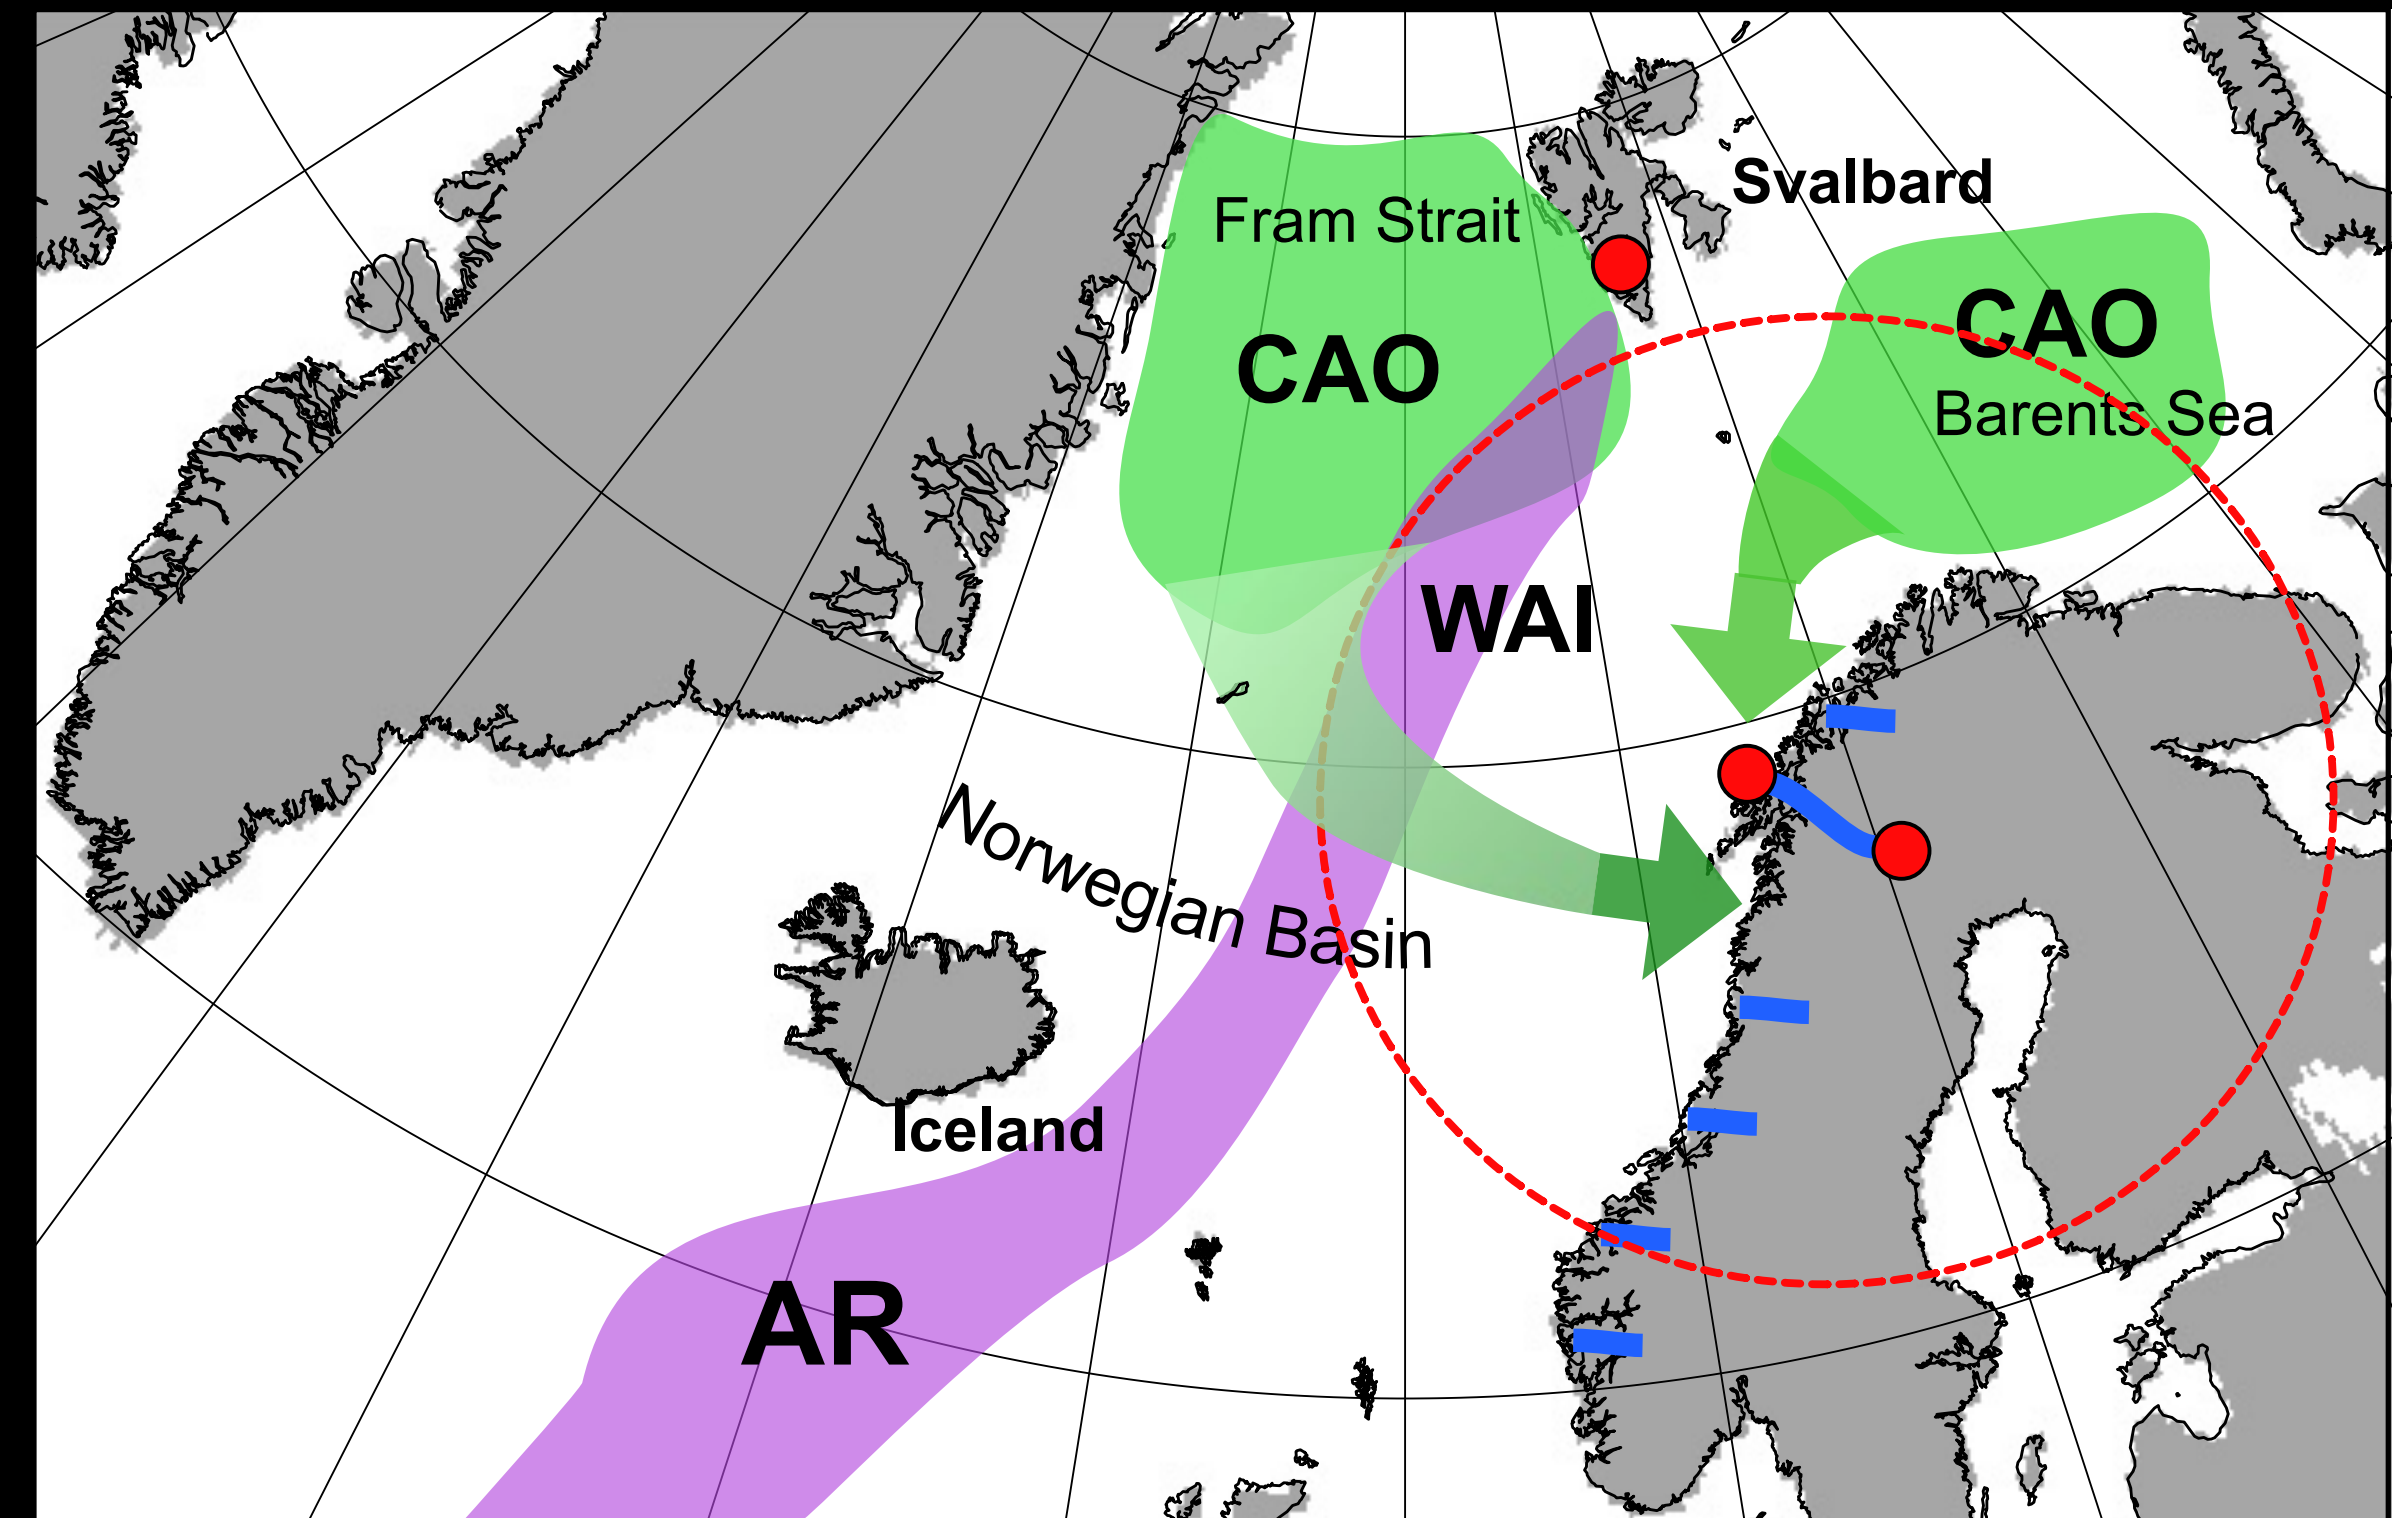 Svalbard
Fram Strait
CAO
CAO
Barents Sea
WAI
Norwegian Basin
Iceland
AR